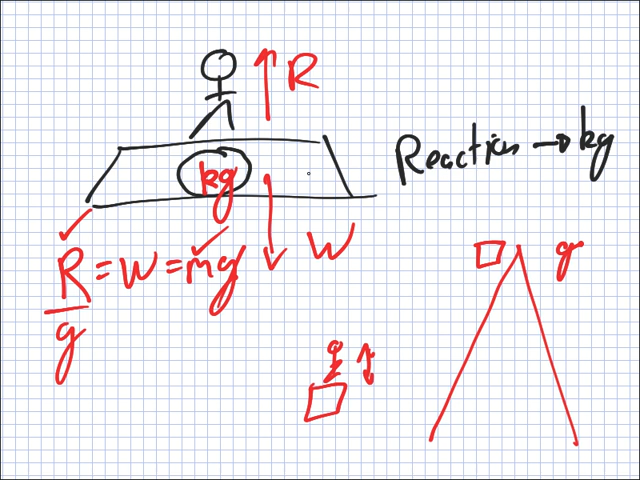 R
Reaction → kg
kg
W
R/g = W = mg
g